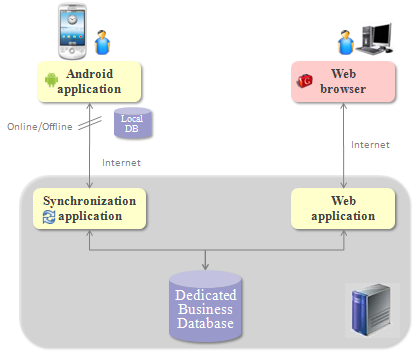 Android
application
Web
browser
Online/Offline
Local
DB
Internet
Internet
Synchronization
application
Web
application
Dedicated
Business
Database